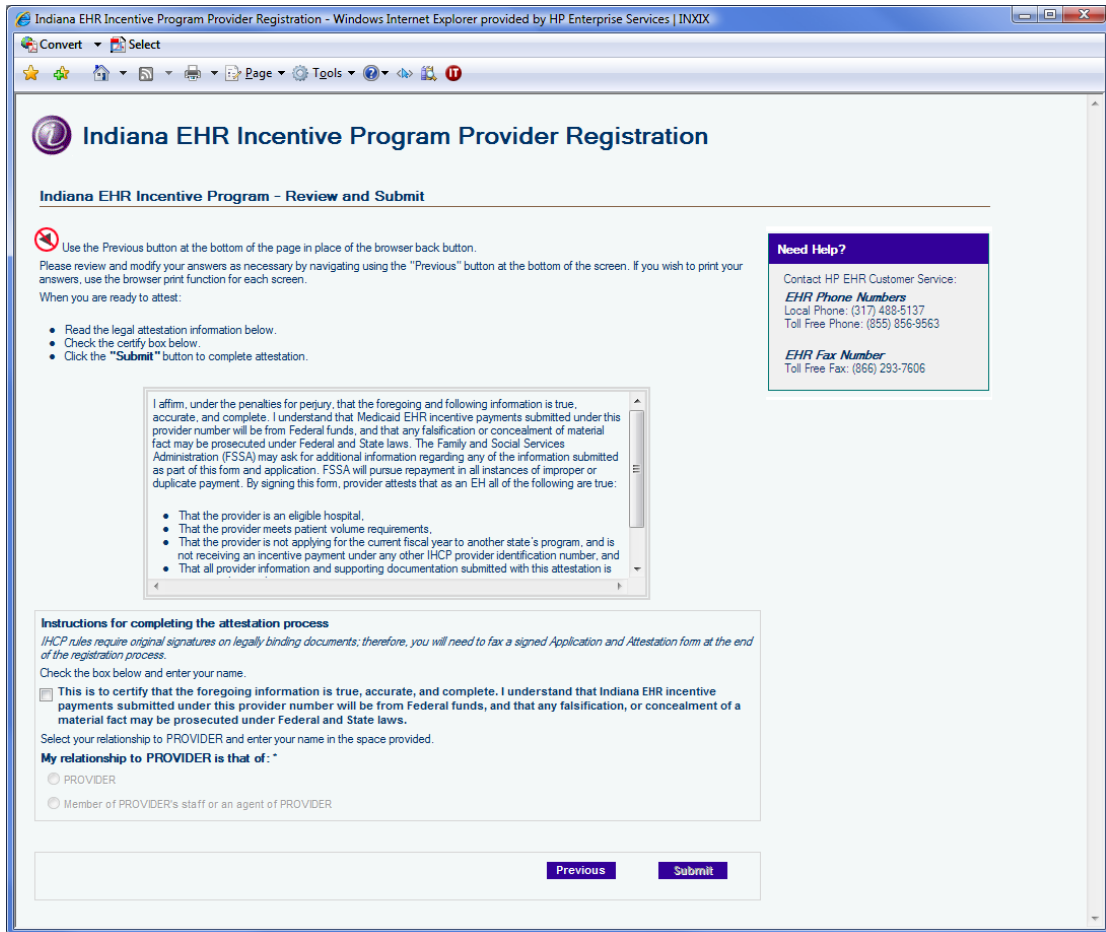 Indiana EHR Incentive Program Provider Registration - Windows Internet Explorer provided by HP Enterprise Services | INXIX
Convert Select
Page Tools
Indiana EHR Incentive Program Provider Registration
Indiana EHR Incentive Program - Review and Submit
Use the Previous button at the bottom of the page in place of the browser back button.
Please review and modify your answers as necessary by navigating using the "Previous" button at the bottom of the screen. If you wish to print your
answers, use the browser print function for each screen.
When you are ready to attest:
● Read the legal attestation information below.
● Check the certify box below.
● Click the "Submit" button to complete attestation.
Need Help?
Contact HP EHR Customer Service:
EHR Phone Numbers
Local Phone: (317) 488-5137
Toll Free Phone: (855) 856-9563
EHR Fax Number
Toll Free Fax: (866) 293-7606
I affirm, under the penalties for perjury, that the foregoing and following information is true,
accurate, and complete. I understand that Medicaid EHR incentive payments submitted under this
provider number will be from Federal funds, and that any falsification or concealment of material
fact may be prosecuted under Federal and State laws. The Family and Social Services
Administration (FSSA) may ask for additional information regarding any of the information submitted
as part of this form and application. FSSA will pursue repayment in all instances of improper or
duplicate payment. By signing this form, provider attests that as an EH all of the following are true:
● That the provider is an eligible hospital,
● That the provider meets patient volume requirements,
● That the provider is not applying for the current fiscal year to another state's program, and is
not receiving an incentive payment under any other IHCP provider identification number, and
● That all provider information and supporting documentation submitted with this attestation is
Instructions for completing the attestation process
IHCP rules require original signatures on legally binding documents; therefore, you will need to fax a signed Application and Attestation form at the end
of the registration process.
Check the box below and enter your name.
This is to certify that the foregoing information is true, accurate, and complete. I understand that Indiana EHR incentive
payments submitted under this provider number will be from Federal funds, and that any falsification, or concealment of a
material fact may be prosecuted under Federal and State laws.
Select your relationship to PROVIDER and enter your name in the space provided.
My relationship to PROVIDER is that of: *
PROVIDER
Member of PROVIDER's staff or an agent of PROVIDER
Previous Submit